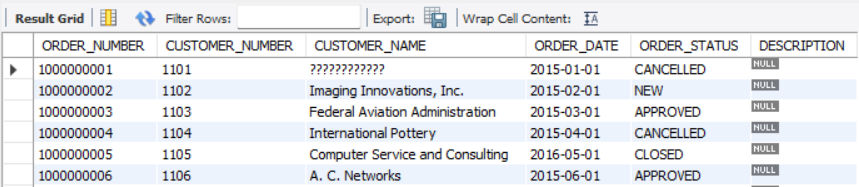 Result Grid Filter Rows: Export: Wrap Cell Content: IA
ORDER_NUMBER CUSTOMER_NUMBER CUSTOMER_NAME ORDER_DATE ORDER_STATUS DESCRIPTION
1000000001 1101 ???????????? 2015-01-01 CANCELLED NULL
1000000002 1102 Imaging Innovations, Inc. 2015-02-01 NEW NULL
1000000003 1103 Federal Aviation Administration 2015-03-01 APPROVED NULL
1000000004 1104 International Pottery 2015-04-01 CANCELLED NULL
1000000005 1105 Computer Service and Consulting 2016-05-01 CLOSED NULL
1000000006 1106 A. C. Networks 2015-06-01 APPROVED NULL